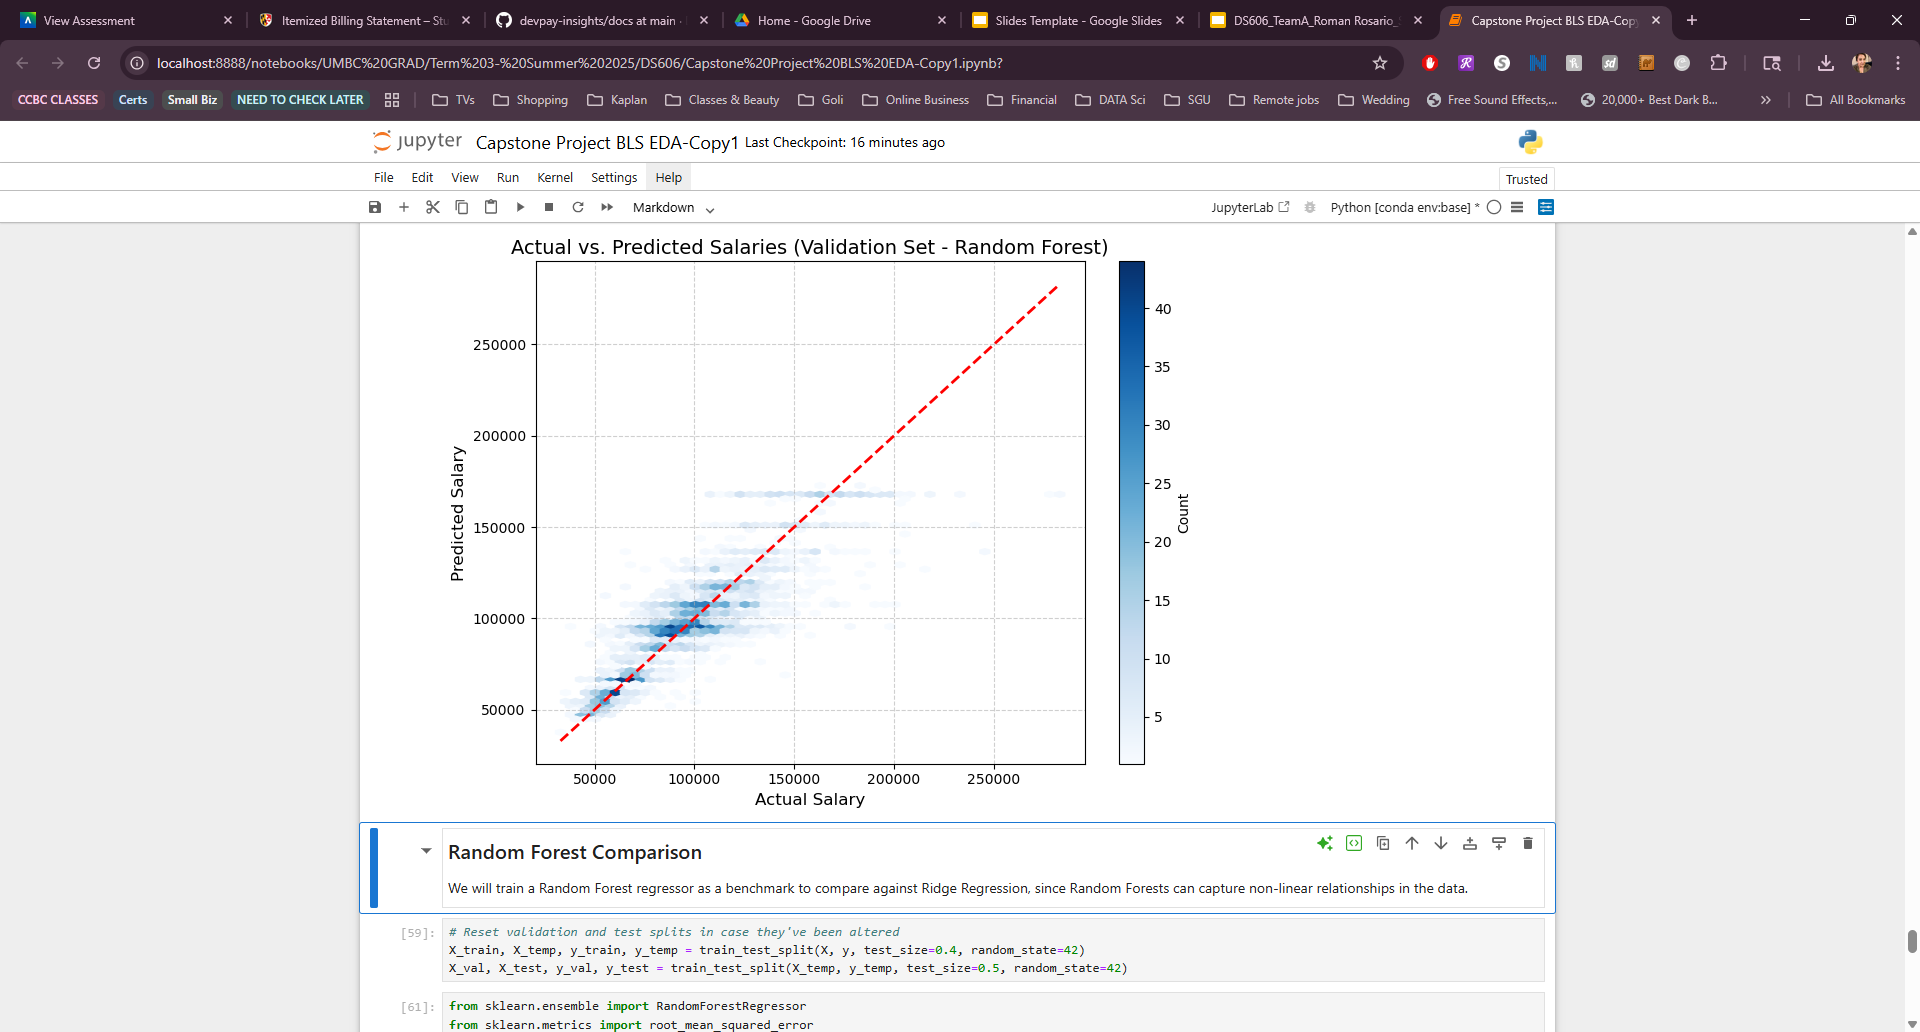 View Assessment
Itemized Billing Statement – Stu
devpay-insights/docs at main ·
Home - Google Drive
Slides Template - Google Slides
DS606_TeamA_Roman Rosario_
Capstone Project BLS EDA-Cop
localhost:8888/notebooks/UMBC%20GRAD/Term%203-%20Summer%202025/DS606/Capstone%20Project%20BLS%20EDA-Copy1.ipynb?
CCBC CLASSES
Certs
Small Biz
NEED TO CHECK LATER
TVs
Shopping
Kaplan
Classes & Beauty
Goli
Online Business
Financial
DATA Sci
SGU
Remote jobs
Wedding
Free Sound Effects,...
20,000+ Best Dark B...
All Bookmarks
jupyter
Capstone Project BLS EDA-Copy1 Last Checkpoint: 16 minutes ago
File Edit View Run Kernel Settings Help
Trusted
Markdown
JupyterLab
Python [conda env:base] *
Actual vs. Predicted Salaries (Validation Set - Random Forest)
250000
200000
150000
100000
50000
Predicted Salary
50000 100000 150000 200000 250000
Actual Salary
40
35
30
25
20
15
10
5
Count
Random Forest Comparison
We will train a Random Forest regressor as a benchmark to compare against Ridge Regression, since Random Forests can capture non-linear relationships in the data.
[59]:
# Reset validation and test splits in case they've been altered
X_train, X_temp, y_train, y_temp = train_test_split(X, y, test_size=0.4, random_state=42)
X_val, X_test, y_val, y_test = train_test_split(X_temp, y_temp, test_size=0.5, random_state=42)
[61]:
from sklearn.ensemble import RandomForestRegressor
from sklearn.metrics import root_mean_squared_error